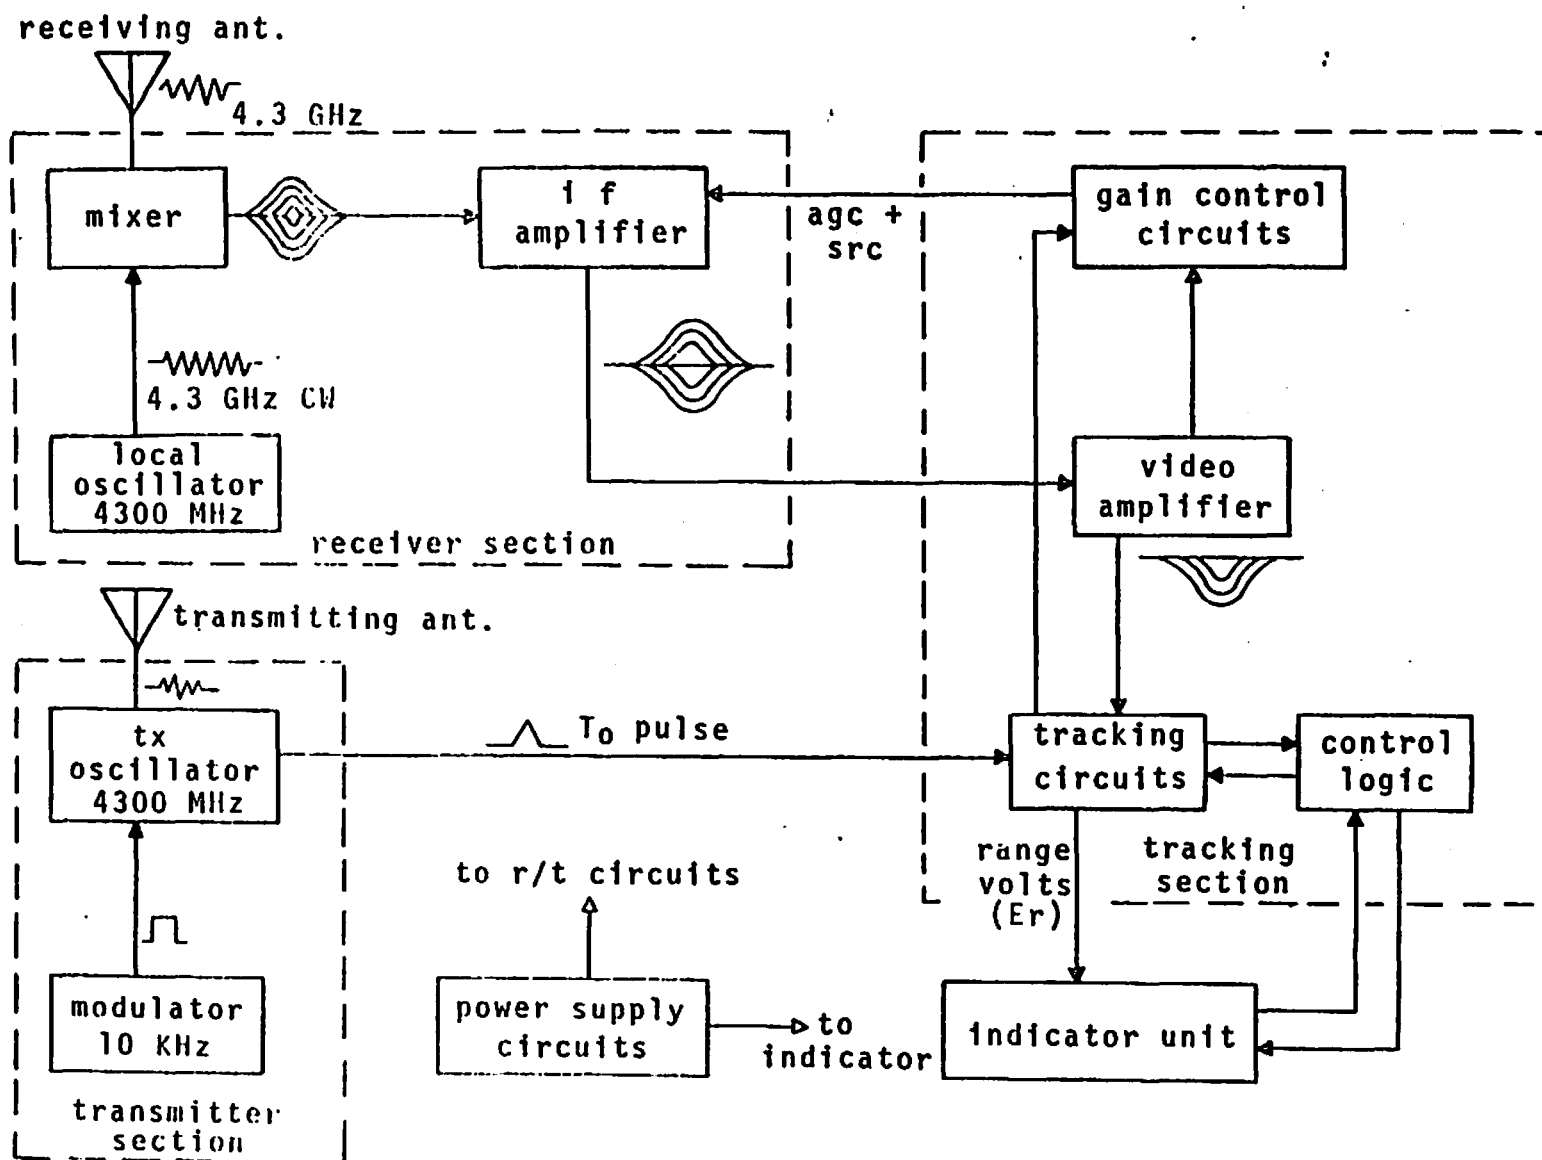 receiving ant.
4.3 GHz
mixer
i f
amplifier
agc +
src
gain control
circuits
4.3 GHz CW
local
oscillator
4300 MHz
receiver section
video
amplifier
transmitting ant.
tx
oscillator
4300 MHz
To pulse
tracking
circuits
control
logic
range
volts
(Er)
tracking
section
to r/t circuits
modulator
10 KHz
power supply
circuits
to
indicator
indicator unit
transmitter
section